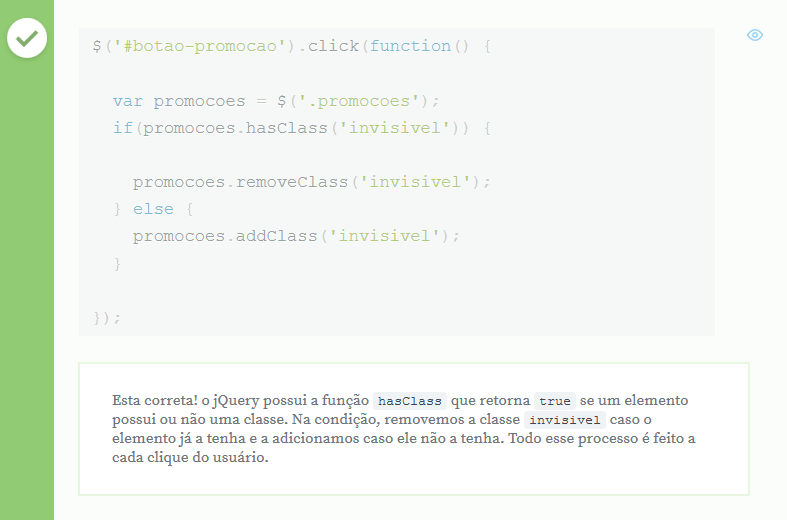 $('#botao-promocao').click(function() {
var promocoes = $('.promocoes');
if(promocoes.hasClass('invisivel')) {
promocoes.removeClass('invisivel');
} else {
promocoes.addClass('invisivel');
}
});
Esta correta! o jQuery possui a função hasClass que retorna true se um elemento
possui ou não uma classe. Na condição, removemos a classe invisivel caso o
elemento já a tenha e a adicionamos caso ele não a tenha. Todo esse processo é feito a
cada clique do usuário.